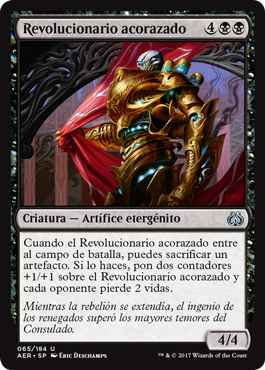 Revolucionario acorazado 4
Criatura — Artífice etergénito
Cuando el Revolucionario acorazado entre
al campo de batalla, puedes sacrificar un
artefacto. Si lo haces, pon dos contadores
+1/+1 sobre el Revolucionario acorazado y
cada oponente pierde 2 vidas.
Mientras la rebelión se extendía, el ingenio de
los renegados superó los mayores temores del
Consulado.
4/4
065/184 U
AER • SP Eric Deschamps
™ & © 2017 Wizards of the Coast